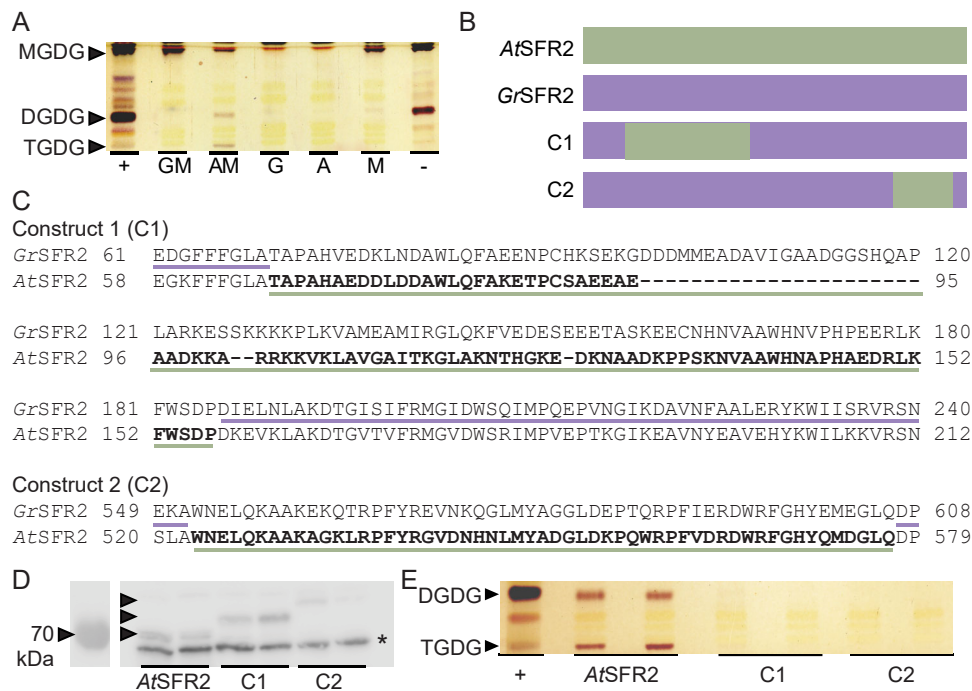 A
MGDG
DGDG
TGDG
+ GM AM G A M -
B
AtSFR2
GrSFR2
C1
C2
C
Construct 1 (C1)
GrSFR2 61 EDGFFFGLATAPAHVEDKLNDAWLQFAEENPCHKSEKGDDDMMEADAVIGAADGGSHQAP 120
AtSFR2 58 EGKFFFGLATAPAHAEDDLDDAWLQFAKETPCSAEEAE---------------------- 95
GrSFR2 121 LARKESSKKKKPLKVAMEAMIRGLQKFVEDESEEETASKEECNHNVAAWHNVPHPEERLK 180
AtSFR2 96 AADKKA--RRKKVKLAVGAITKGLAKNTHGKE-DKNAADKPPSKNVAAWHNAPHAEDRLK 152
GrSFR2 181 FWSDPDIELNLAKDTGISIFRMGIDWSQIMPQEPVNGIKDAVNFAALERYKWIISRVRSN 240
AtSFR2 152 FWSDPDKEVKLAKDTGVTVFRMGVDWSRIMPVEPTKGIKEAVNYEAVEHYKWILKKVRSN 212
Construct 2 (C2)
GrSFR2 549 EKAWNELQKAAKEKQTRPFYREVNKQGLMYAGGLDEPTQRPFIERDWRFGHYEMEGLQDP 608
AtSFR2 520 SLAWNELQKAAKAGKLRPFYRGVDNHNLMYADGLDKPQWRPFVDRDWRFGHYQMDGLQDP 579
D
70
kDa
*
AtSFR2 C1 C2
E
DGDG
TGDG
+ AtSFR2 C1 C2